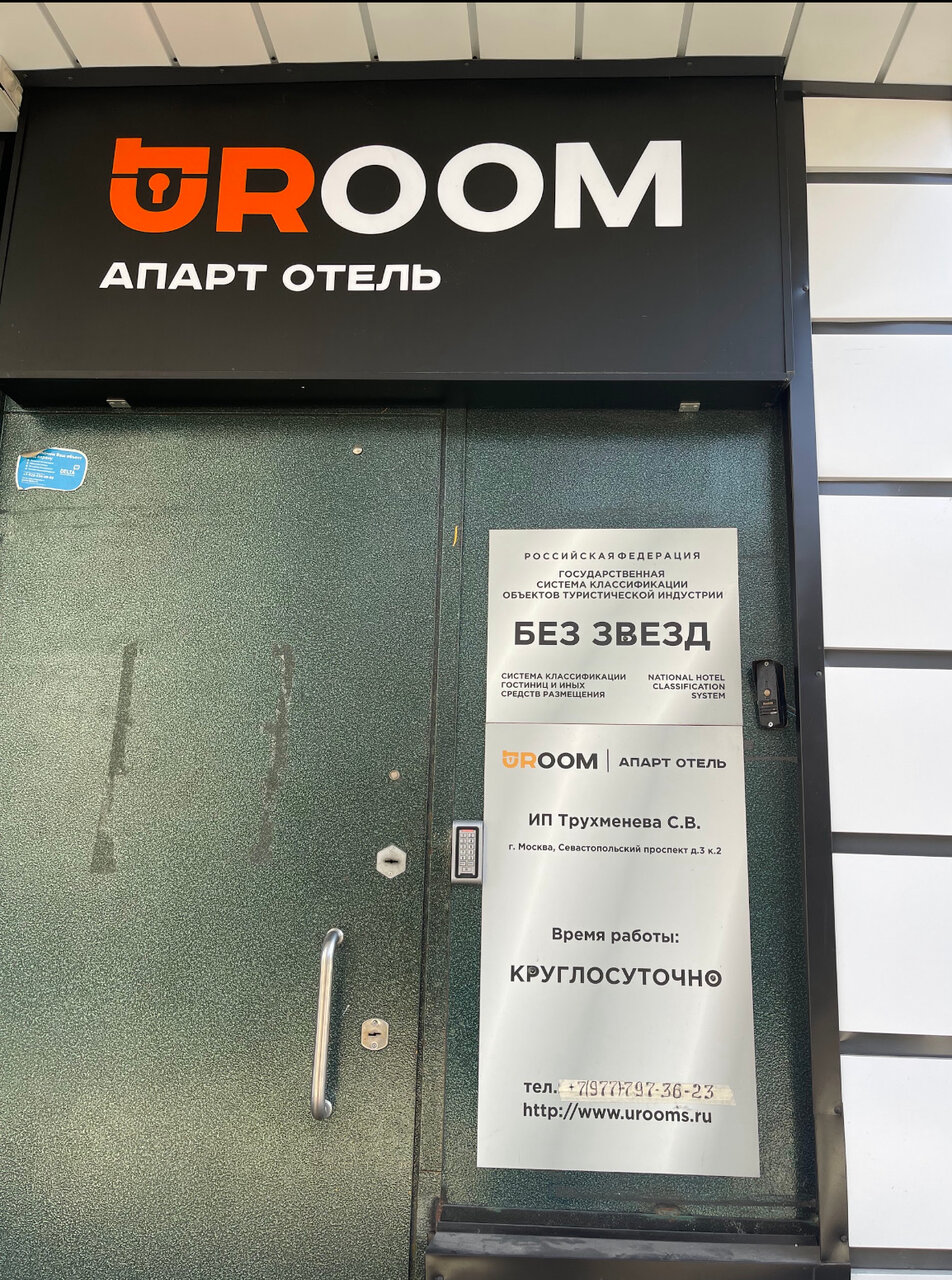 UROOM
АПАРТ ОТЕЛЬ
DELTA
РОССИЙСКАЯ ФЕДЕРАЦИЯ
ГОСУДАРСТВЕННАЯ
СИСТЕМА КЛАССИФИКАЦИИ
ОБЪЕКТОВ ТУРИСТИЧЕСКОЙ ИНДУСТРИИ
БЕЗ ЗВЕЗД
СИСТЕМА КЛАССИФИКАЦИИ
ГОСТИНИЦ И ИНЫХ
СРЕДСТВ РАЗМЕЩЕНИЯ
NATIONAL HOTEL
CLASSIFICATION
SYSTEM
UROOM | АПАРТ ОТЕЛЬ
ИП Трухменева С.В.
г. Москва, Севастопольский проспект д.3 к.2
Время работы:
КРУГЛОСУТОЧНО
тел. +7(977)797-36-23
http://www.urooms.ru